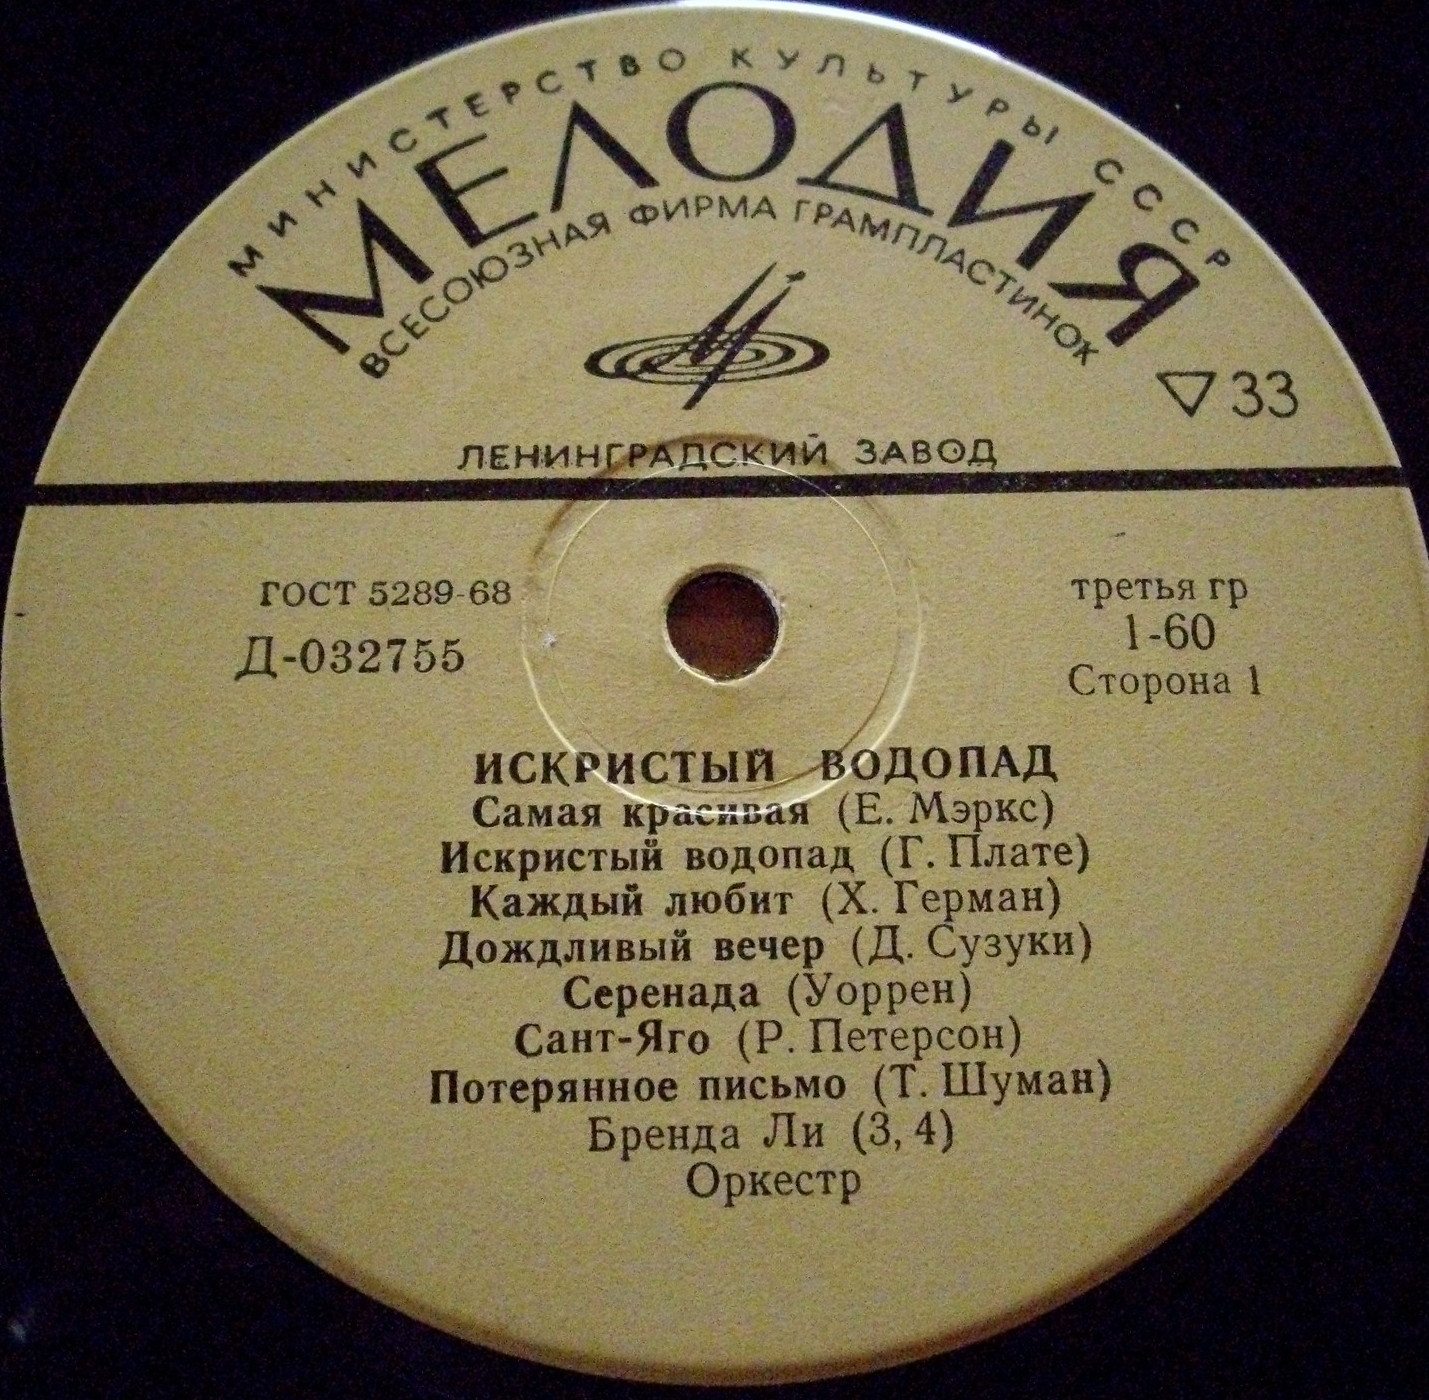 МИНИСТЕРСТВО КУЛЬТУРЫ СССР
МЕЛОДИЯ
ВСЕСОЮЗНАЯ ФИРМА ГРАМПЛАСТИНОК
33
ЛЕНИНГРАДСКИЙ ЗАВОД
ГОСТ 5289-68
Д-032755
третья гр
1-60
Сторона 1
ИСКРИСТЫЙ ВОДОПАД
Самая красивая (Е. Мэркс)
Искристый водопад (Г. Плате)
Каждый любит (Х. Герман)
Дождливый вечер (Д. Сузуки)
Серенада (Уоррен)
Сант-Яго (Р. Петерсон)
Потерянное письмо (Т. Шуман)
Бренда Ли (3, 4)
Оркестр